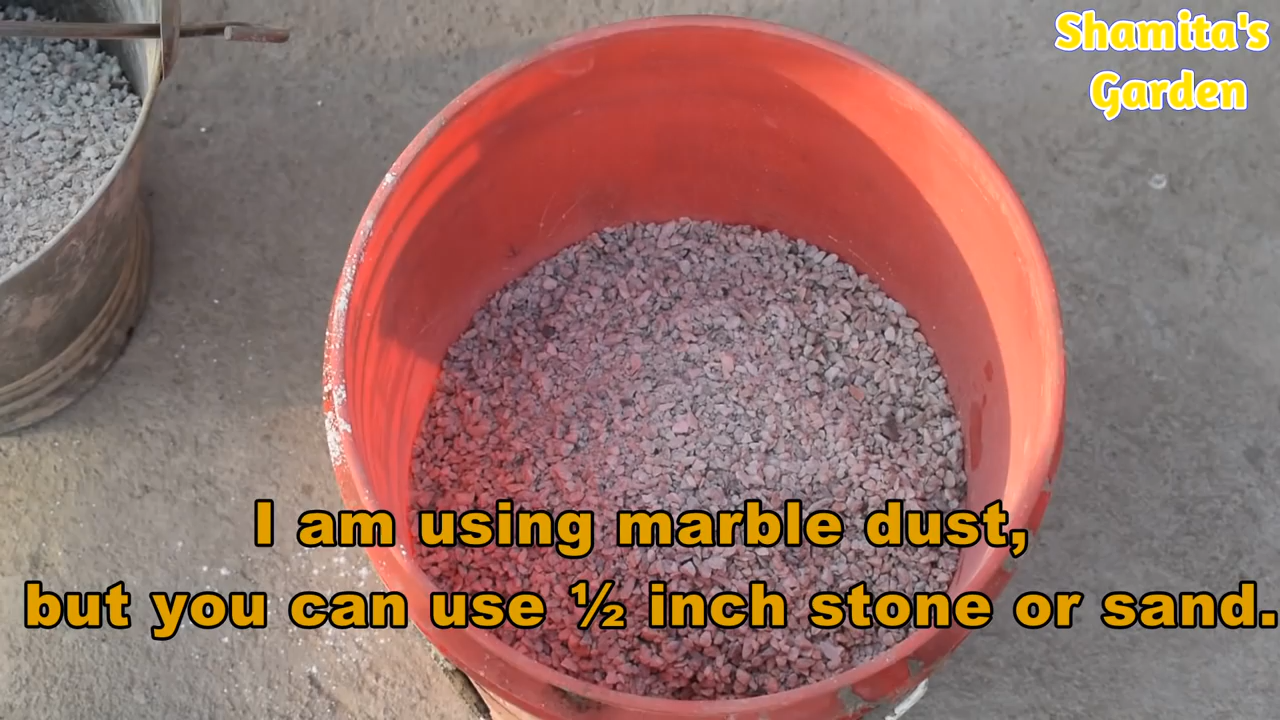 Shamita's
Garden
I am using marble dust,
but you can use ½ inch stone or sand.